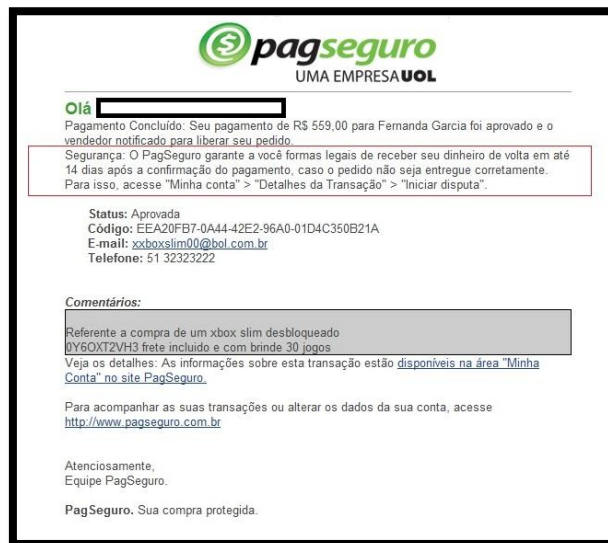 pagseguro
UMA EMPRESA UOL
Olá
Pagamento Concluído: Seu pagamento de R$ 559,00 para Fernanda Garcia foi aprovado e o
vendedor notificado para liberar seu pedido.
Segurança: O PagSeguro garante a você formas legais de receber seu dinheiro de volta em até
14 dias após a confirmação do pagamento, caso o pedido não seja entregue corretamente.
Para isso, acesse "Minha conta" > "Detalhes da Transação" > "Iniciar disputa".
Status: Aprovada
Código: EEA20FB7-0A44-42E2-96A0-01D4C350B21A
E-mail: xxboxslim00@bol.com.br
Telefone: 51 32323222
Comentários:
Referente a compra de um xbox slim desbloqueado
0Y6OXT2VH3 frete incluido e com brinde 30 jogos
Veja os detalhes: As informações sobre esta transação estão disponíveis na área "Minha
Conta" no site PagSeguro.
Para acompanhar as suas transações ou alterar os dados da sua conta, acesse
http://www.pagseguro.com.br
Atenciosamente,
Equipe PagSeguro.
PagSeguro. Sua compra protegida.